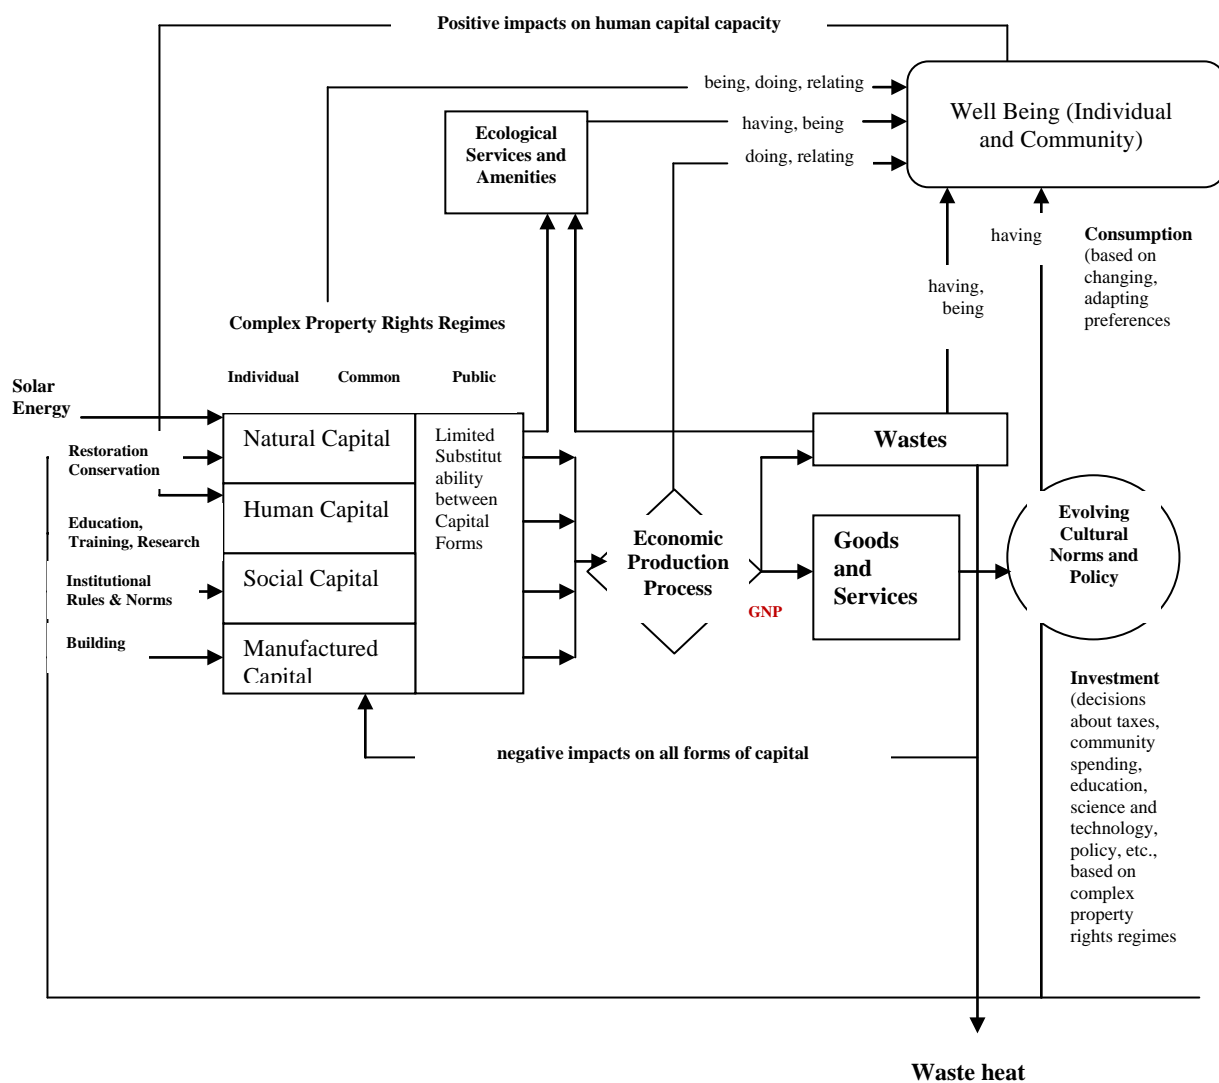 Positive impacts on human capital capacity
being, doing, relating
Well Being (Individual
and Community)
Ecological
Services and
Amenities
having, being
doing, relating
having
Consumption
(based on
changing,
adapting
preferences
having,
being
Complex Property Rights Regimes
Individual
Common
Public
Solar
Energy
Natural Capital
Limited
Substitut
ability
between
Capital
Forms
Wastes
Restoration
Conservation
Human Capital
Education,
Training, Research
Economic
Production
Process
Goods
and
Services
Evolving
Cultural
Norms and
Policy
Social Capital
Institutional
Rules & Norms
GNP
Building
Manufactured
Capital
Investment
(decisions
about taxes,
community
spending,
education,
science and
technology,
policy, etc.,
based on
complex
property
rights regimes
negative impacts on all forms of capital
Waste heat